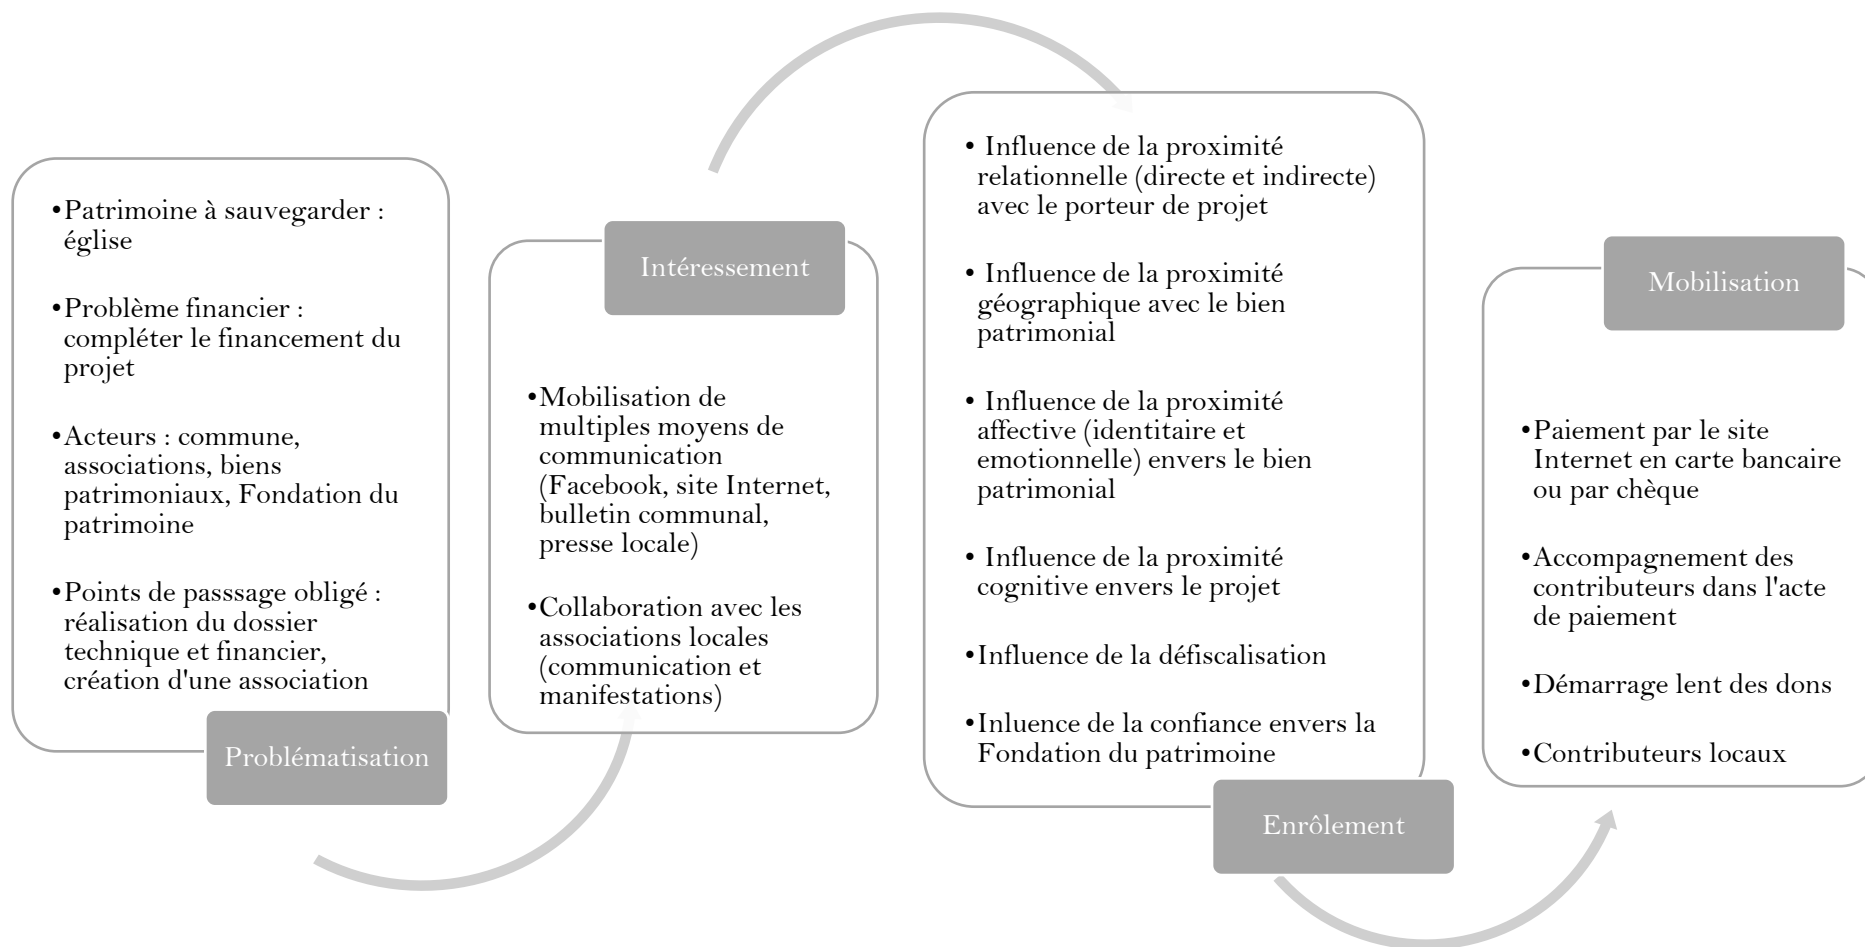 •Patrimoine à sauvegarder :
église
•Problème financier :
compléter le financement du
projet
•Acteurs : commune,
associations, biens
patrimoniaux, Fondation du
patrimoine
•Points de passsage obligé :
réalisation du dossier
technique et financier,
création d'une association
Problématisation
Intéressement
•Mobilisation de
multiples moyens de
communication
(Facebook, site Internet,
bulletin communal,
presse locale)
•Collaboration avec les
associations locales
(communication et
manifestations)
• Influence de la proximité
relationnelle (directe et indirecte)
avec le porteur de projet
• Influence de la proximité
géographique avec le bien
patrimonial
• Influence de la proximité
affective (identitaire et
emotionnelle) envers le bien
patrimonial
• Influence de la proximité
cognitive envers le projet
•Influence de la défiscalisation
•Inluence de la confiance envers la
Fondation du patrimoine
Enrôlement
Mobilisation
•Paiement par le site
Internet en carte bancaire
ou par chèque
•Accompagnement des
contributeurs dans l'acte
de paiement
•Démarrage lent des dons
•Contributeurs locaux